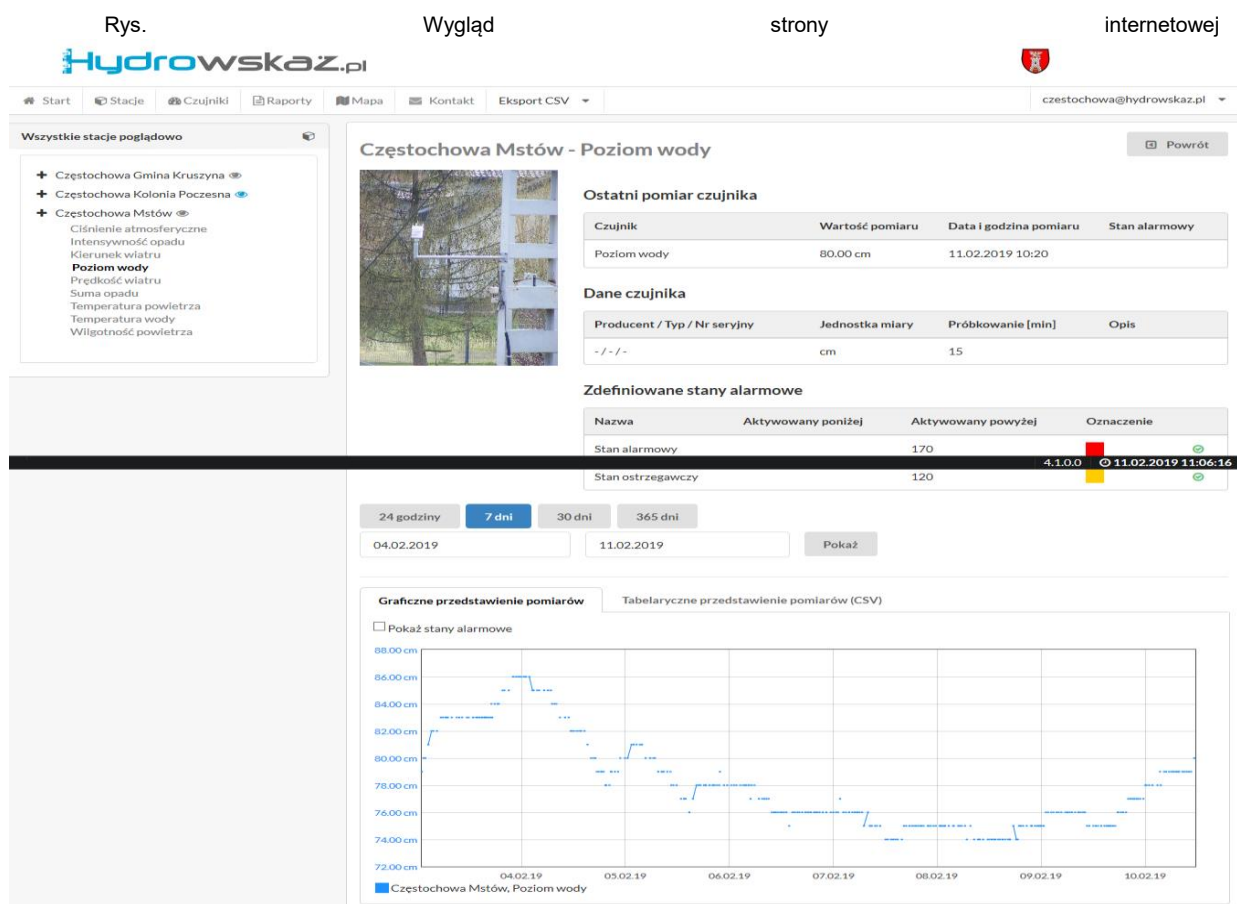 Rys. Wygląd strony internetowej
Hydrowskaz.pl
Start Stacje Czujniki Raporty Mapa Kontakt Eksport CSV czestochowa@hydrowskaz.pl
Wszystkie stacje poglądowo
Częstochowa Gmina Kruszyna
Częstochowa Kolonia Poczesna
Częstochowa Mstów
Ciśnienie atmosferyczne
Intensywność opadu
Kierunek wiatru
Poziom wody
Prędkość wiatru
Suma opadu
Temperatura powietrza
Temperatura wody
Wilgotność powietrza
Częstochowa Mstów - Poziom wody
Powrót
Ostatni pomiar czujnika
Czujnik Wartość pomiaru Data i godzina pomiaru Stan alarmowy
Poziom wody 80.00 cm 11.02.2019 10:20
Dane czujnika
Producent / Typ / Nr seryjny Jednostka miary Próbkowanie [min] Opis
- / - / - cm 15
Zdefiniowane stany alarmowe
Nazwa Aktywowany poniżej Aktywowany powyżej Oznaczenie
Stan alarmowy 170
4.1.0.0 11.02.2019 11:06:16
Stan ostrzegawczy 120
24 godziny 7 dni 30 dni 365 dni
04.02.2019 11.02.2019 Pokaż
Graficzne przedstawienie pomiarów Tabelaryczne przedstawienie pomiarów (CSV)
Pokaż stany alarmowe
88.00 cm
86.00 cm
84.00 cm
82.00 cm
80.00 cm
78.00 cm
76.00 cm
74.00 cm
72.00 cm
04.02.19 05.02.19 06.02.19 07.02.19 08.02.19 09.02.19 10.02.19
Częstochowa Mstów, Poziom wody